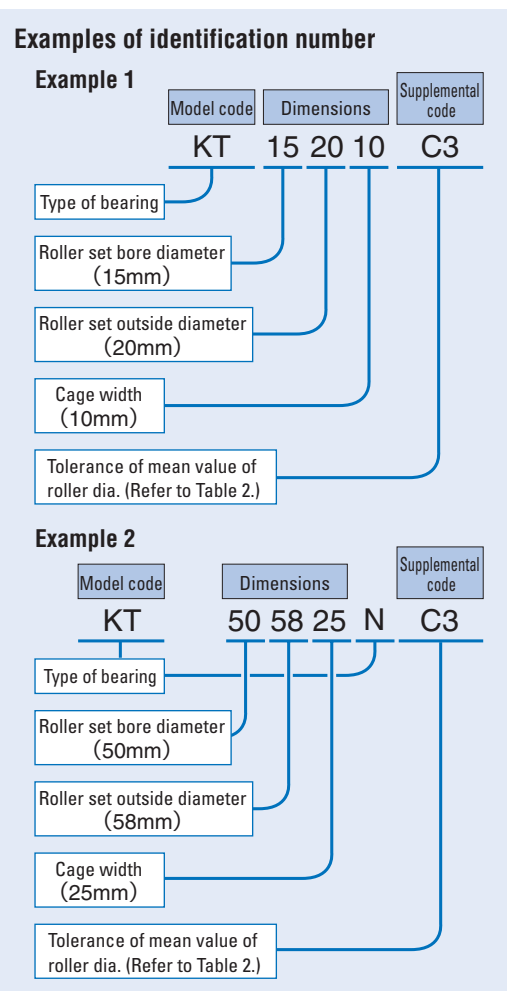 Examples of identification number
Example 1
Model code
Dimensions
Supplemental
code
KT 15 20 10 C3
Type of bearing
Roller set bore diameter
(15mm)
Roller set outside diameter
(20mm)
Cage width
(10mm)
Tolerance of mean value of
roller dia. (Refer to Table 2.)
Example 2
Model code
Dimensions
Supplemental
code
KT 50 58 25 N C3
Type of bearing
Roller set bore diameter
(50mm)
Roller set outside diameter
(58mm)
Cage width
(25mm)
Tolerance of mean value of
roller dia. (Refer to Table 2.)